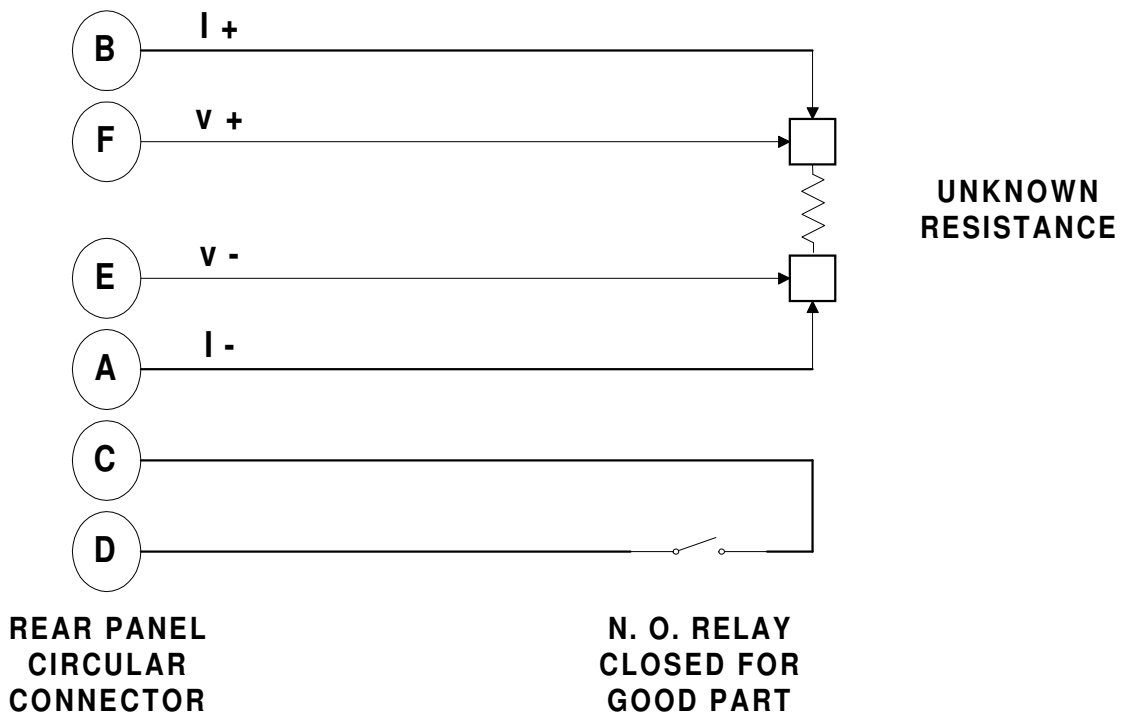 B I +
F v +
UNKNOWN
RESISTANCE
E v -
A I -
C
D
REAR PANEL
CIRCULAR
CONNECTOR
N. O. RELAY
CLOSED FOR
GOOD PART